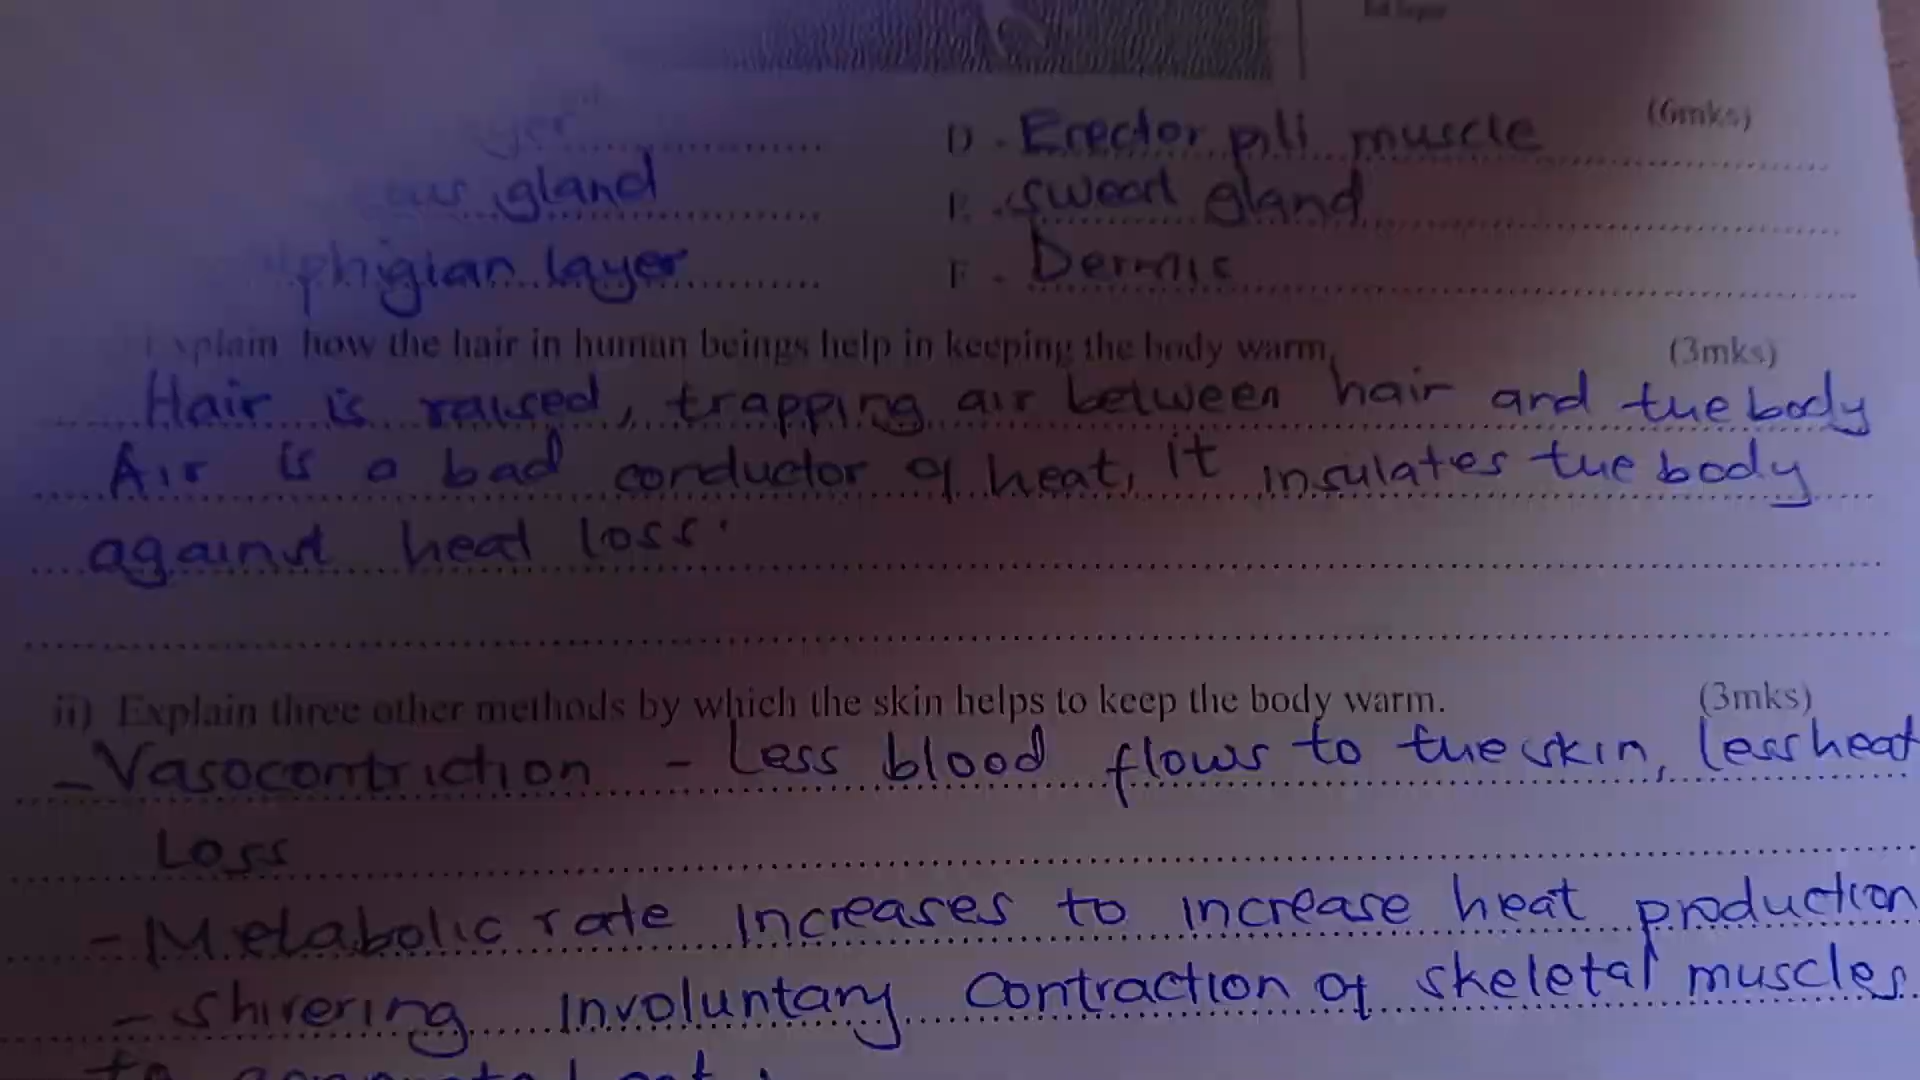 fat layer
(6mks)
D - Erector pili muscle
gland
E - Sweat gland
layer
F - Dermis
Explain how the hair in human beings help in keeping the body warm. (3mks)
Hair is raised, trapping air between hair and the body
Air is a bad conductor of heat, it insulates the body
against heat loss.
ii) Explain three other methods by which the skin helps to keep the body warm. (3mks)
- Vasocontriction - Less blood flows to the skin, less heat
Loss
- Metabolic rate increases to increase heat production
- Shivering involuntary contraction of skeletal muscles